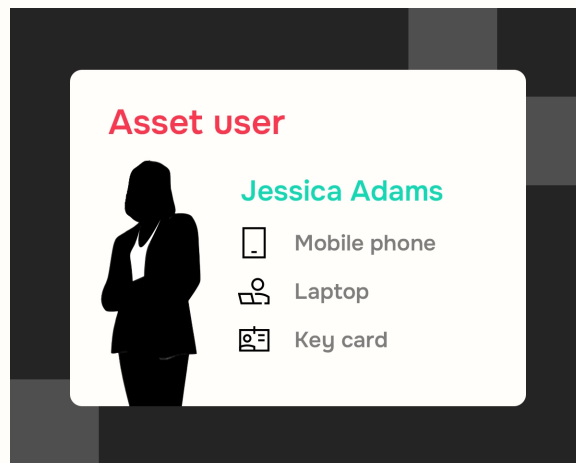 Asset user
Jessica Adams
Mobile phone
Laptop
Key card